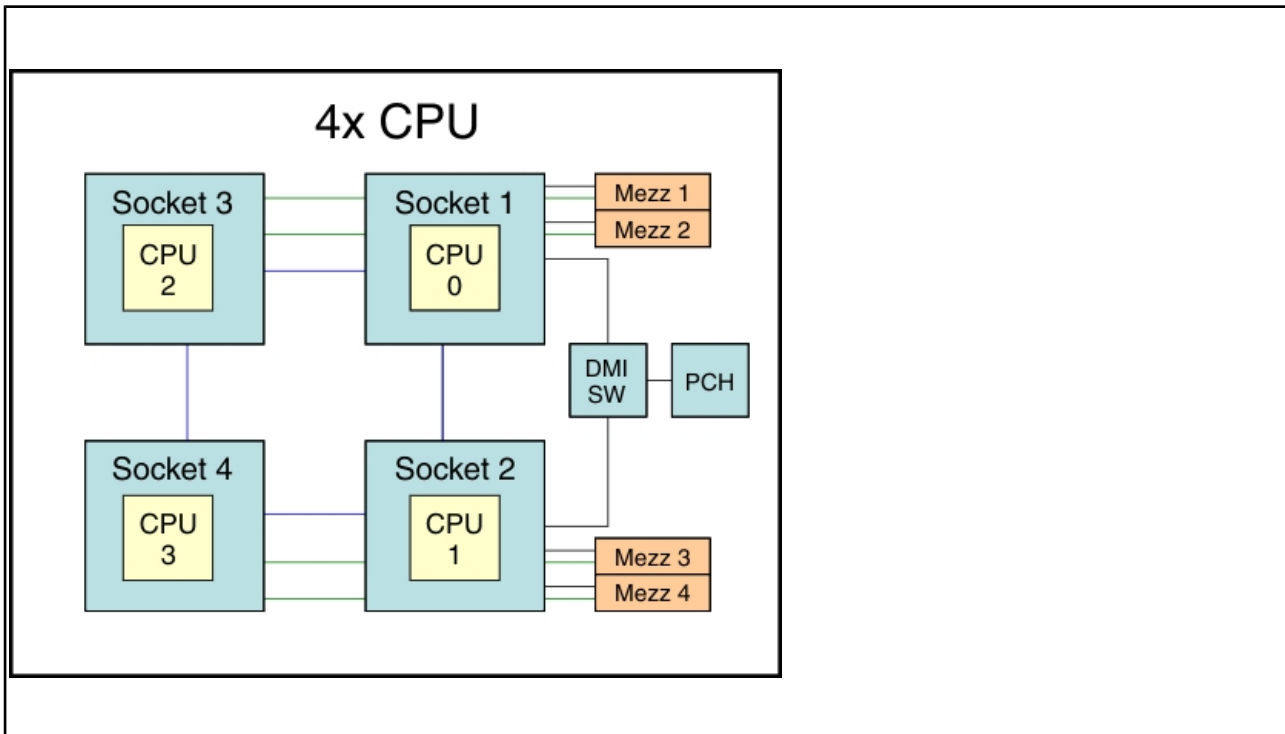 4x CPU
Socket 3
CPU
2
Socket 1
CPU
0
Mezz 1
Mezz 2
DMI
SW
PCH
Socket 4
CPU
3
Socket 2
CPU
1
Mezz 3
Mezz 4